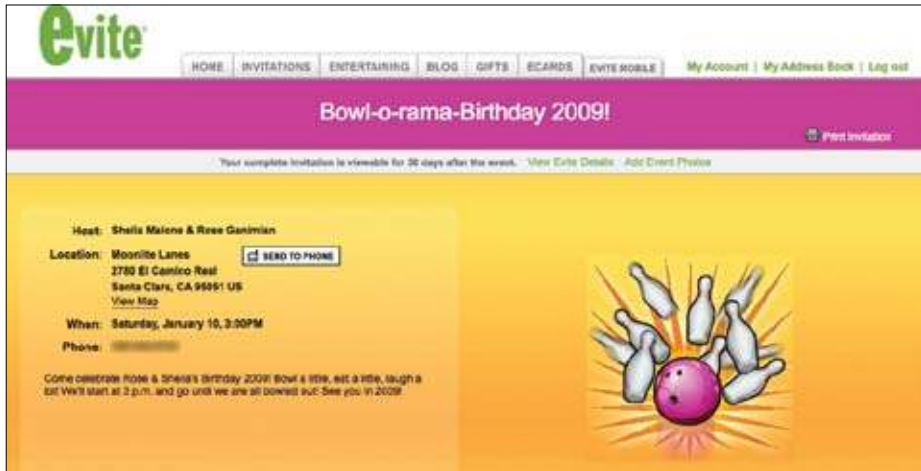 evite
HOME INVITATIONS ENTERTAINING BLOG GIFTS ECARDS EVITE MOBILE My Account | My Address Book | Log out
Bowl-o-rama-Birthday 2009!
Print Invitation
Your complete invitation is viewable for 30 days after the event. View Evite Details Add Event Photos
Host: Sheila Malone & Rose Ganimian
Location: Moonlite Lanes SEND TO PHONE
2780 El Camino Real
Santa Clara, CA 95051 US
View Map
When: Saturday, January 10, 3:00PM
Phone:
Come celebrate Rose & Sheila's Birthday 2009! Bowl a little, eat a little, laugh a
lot! We'll start at 3 p.m. and go until we are all bowled out! See you in 2009!